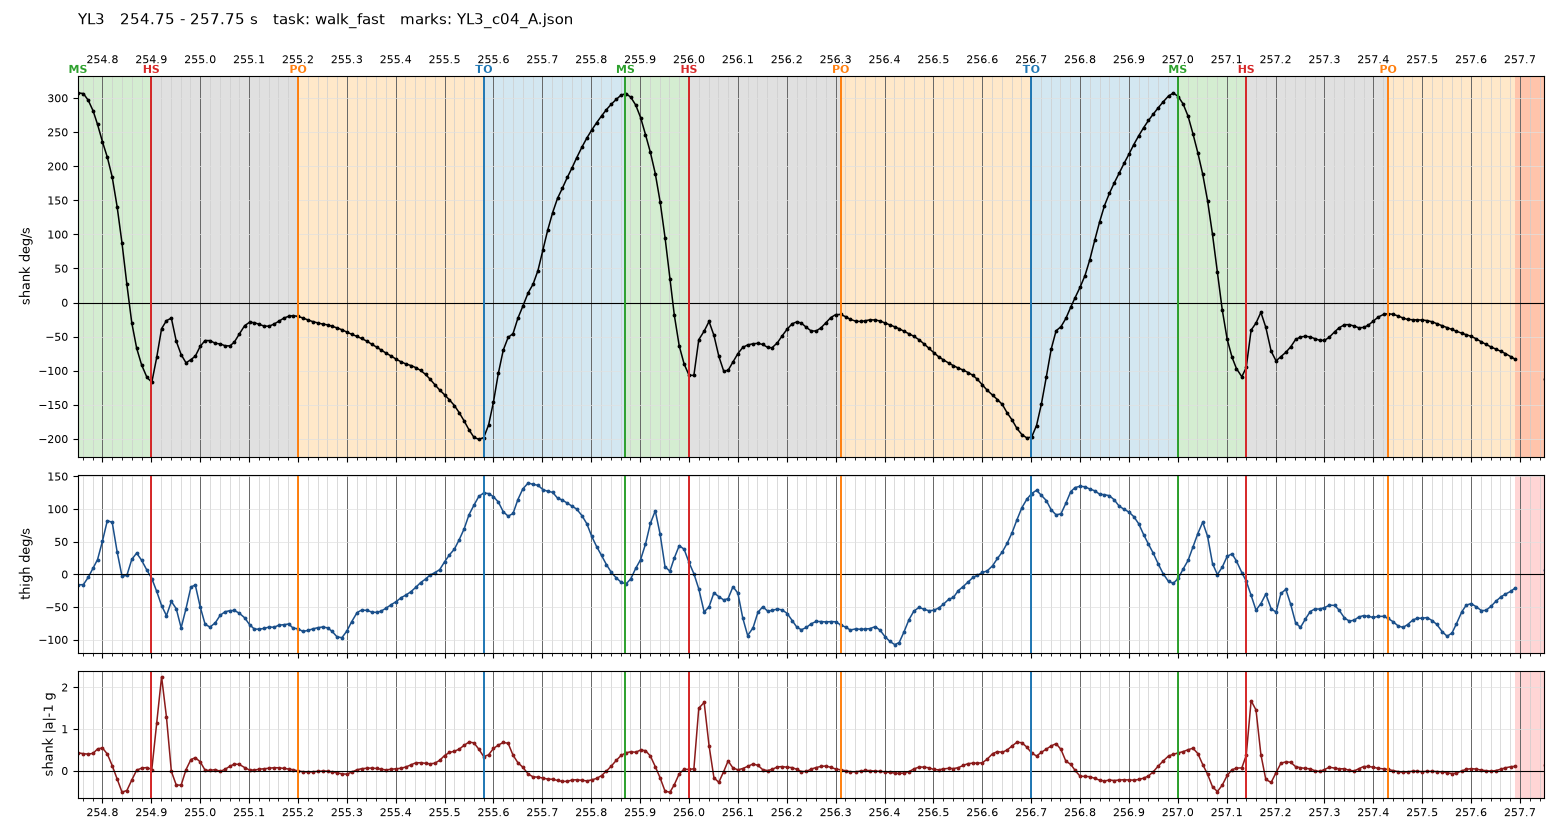 YL3   254.75 - 257.75 s   task: walk_fast   marks: YL3_c04_A.json
254.8 254.9 255.0 255.1 255.2 255.3 255.4 255.5 255.6 255.7 255.8 255.9 256.0 256.1 256.2 256.3 256.4 256.5 256.6 256.7 256.8 256.9 257.0 257.1 257.2 257.3 257.4 257.5 257.6 257.7
MS HS PO TO MS HS PO TO MS HS PO
shank deg/s
300
250
200
150
100
50
0
−50
−100
−150
−200
thigh deg/s
150
100
50
0
−50
−100
shank |a|-1 g
2
1
0
254.8 254.9 255.0 255.1 255.2 255.3 255.4 255.5 255.6 255.7 255.8 255.9 256.0 256.1 256.2 256.3 256.4 256.5 256.6 256.7 256.8 256.9 257.0 257.1 257.2 257.3 257.4 257.5 257.6 257.7